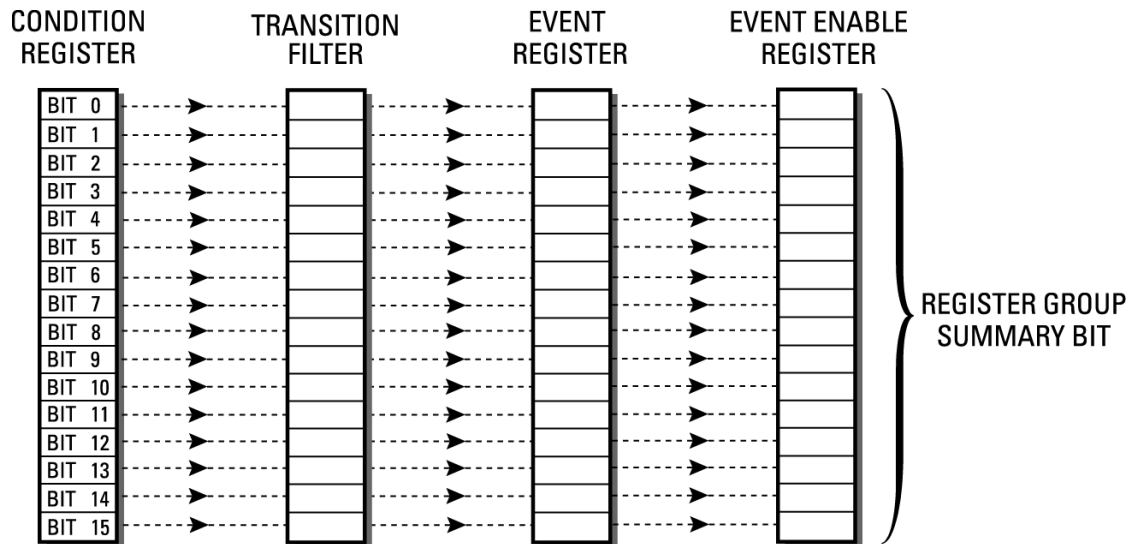 CONDITION
REGISTER
TRANSITION
FILTER
EVENT
REGISTER
EVENT ENABLE
REGISTER
BIT 0
BIT 1
BIT 2
BIT 3
BIT 4
BIT 5
BIT 6
BIT 7
BIT 8
BIT 9
BIT 10
BIT 11
BIT 12
BIT 13
BIT 14
BIT 15
REGISTER GROUP
SUMMARY BIT